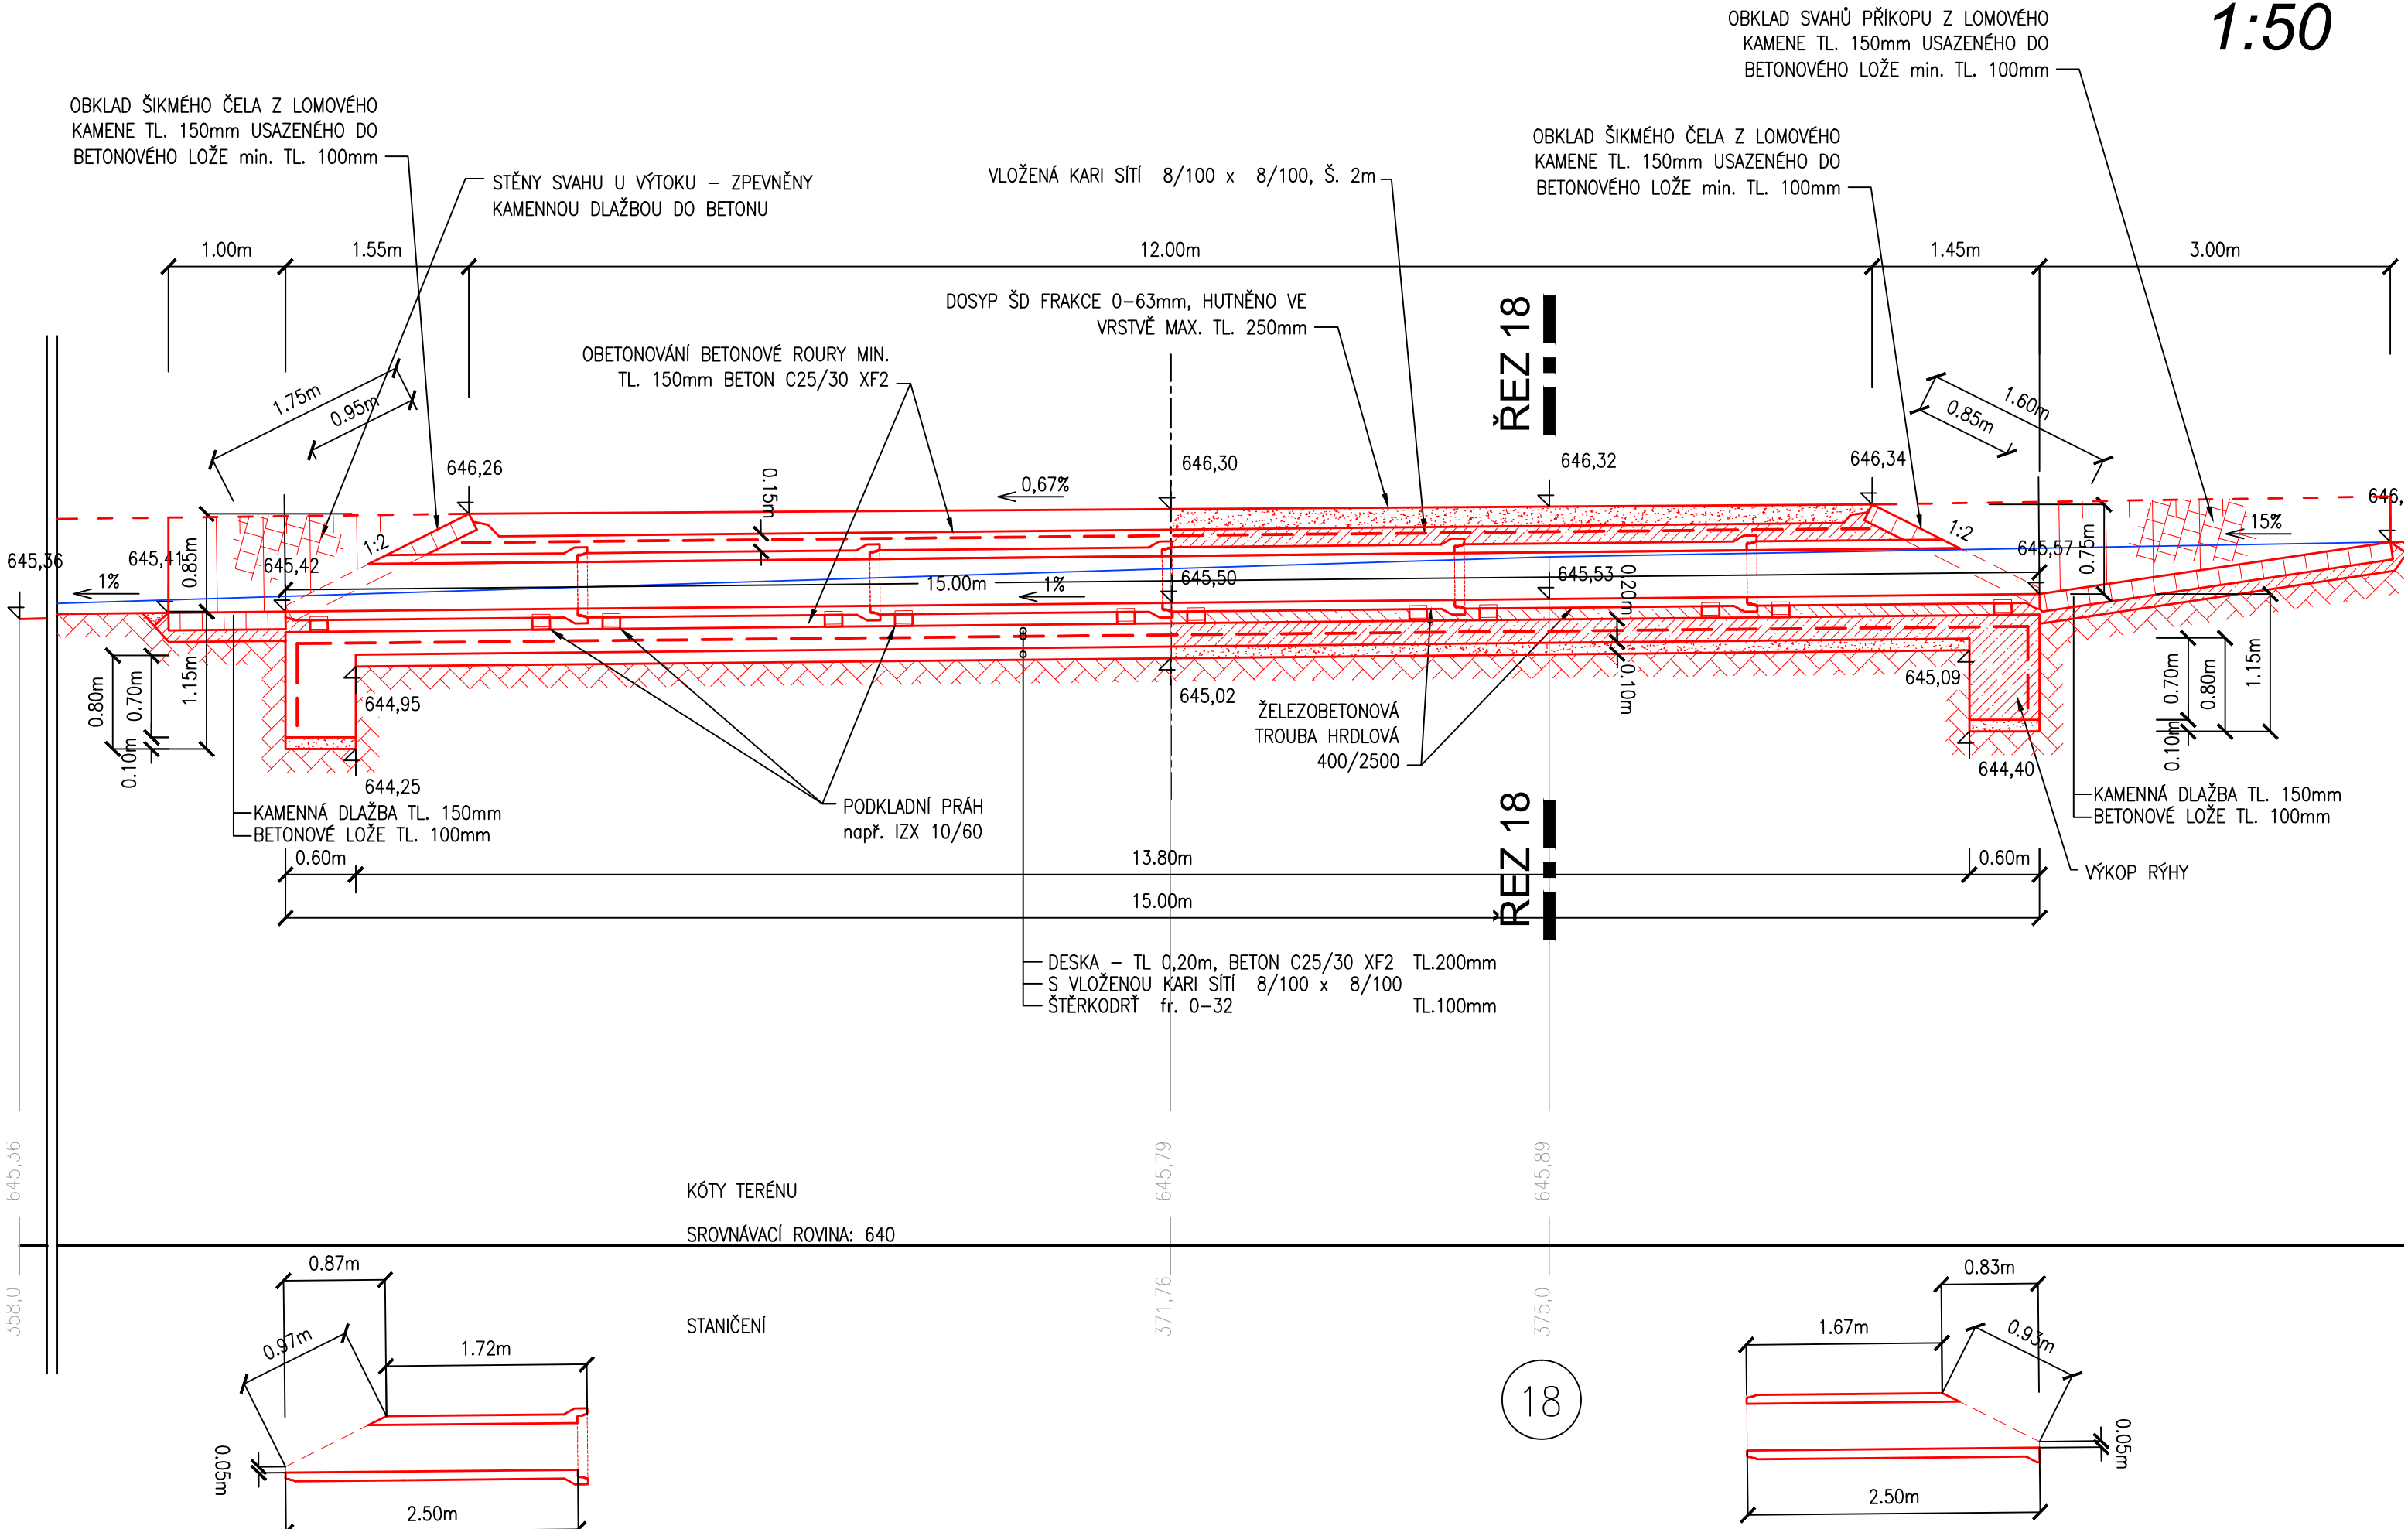 1:50
OBKLAD SVAHŮ PŘÍKOPU Z LOMOVÉHO
KAMENE TL. 150mm USAZENÉHO DO
BETONOVÉHO LOŽE min. TL. 100mm
OBKLAD ŠIKMÉHO ČELA Z LOMOVÉHO
KAMENE TL. 150mm USAZENÉHO DO
BETONOVÉHO LOŽE min. TL. 100mm
STĚNY SVAHU U VÝTOKU – ZPEVNĚNY
KAMENNOU DLAŽBOU DO BETONU
VLOŽENÁ KARI SÍTÍ 8/100 x 8/100, Š. 2m
OBKLAD ŠIKMÉHO ČELA Z LOMOVÉHO
KAMENE TL. 150mm USAZENÉHO DO
BETONOVÉHO LOŽE min. TL. 100mm
1.00m
1.55m
12.00m
1.45m
3.00m
DOSYP ŠD FRAKCE 0–63mm, HUTNĚNO VE
VRSTVĚ MAX. TL. 250mm
OBETONOVÁNÍ BETONOVÉ ROURY MIN.
TL. 150mm BETON C25/30 XF2
ŘEZ 18
1.75m
0.95m
1.60m
0.85m
646,26
0.15m
0,67%
646,30
646,32
646,34
646,
645,36
1%
645,41
0.85m
645,42
1:2
15.00m
1%
645,50
645,53
0.20m
1:2
645,57
0.75m
15%
0.80m
0.70m
1.15m
0.10m
644,95
644,25
645,02
0.10m
645,09
644,40
0.70m
0.80m
1.15m
0.10m
ŽELEZOBETONOVÁ
TROUBA HRDLOVÁ
400/2500
KAMENNÁ DLAŽBA TL. 150mm
BETONOVÉ LOŽE TL. 100mm
PODKLADNÍ PRÁH
např. IZX 10/60
KAMENNÁ DLAŽBA TL. 150mm
BETONOVÉ LOŽE TL. 100mm
VÝKOP RÝHY
ŘEZ 18
0.60m
13.80m
0.60m
15.00m
DESKA – TL 0,20m, BETON C25/30 XF2 TL.200mm
S VLOŽENOU KARI SÍTÍ 8/100 x 8/100
ŠTĚRKODRŤ fr. 0–32 TL.100mm
645,36
645,79
645,89
KÓTY TERÉNU
SROVNÁVACÍ ROVINA: 640
358,0
371,76
375,0
STANIČENÍ
0.87m
0.97m
1.72m
0.05m
2.50m
18
0.83m
1.67m
0.93m
0.05m
2.50m